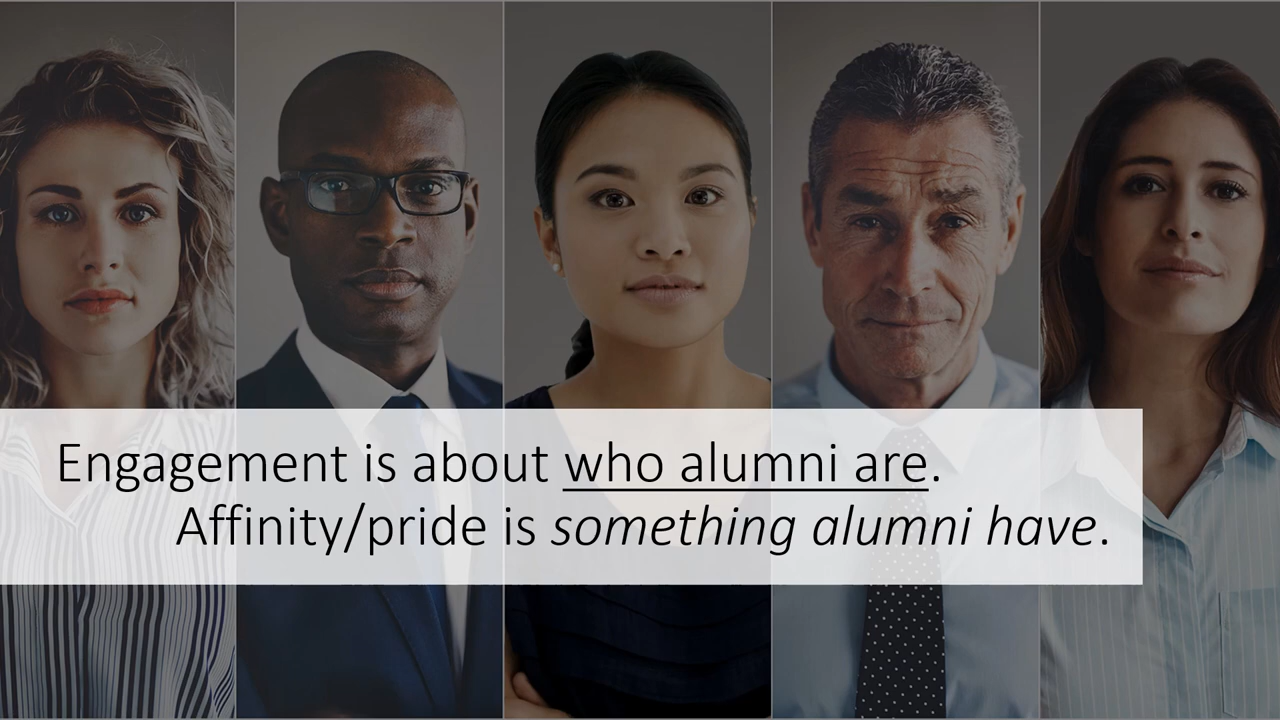 Engagement is about who alumni are.
Affinity/pride is something alumni have.